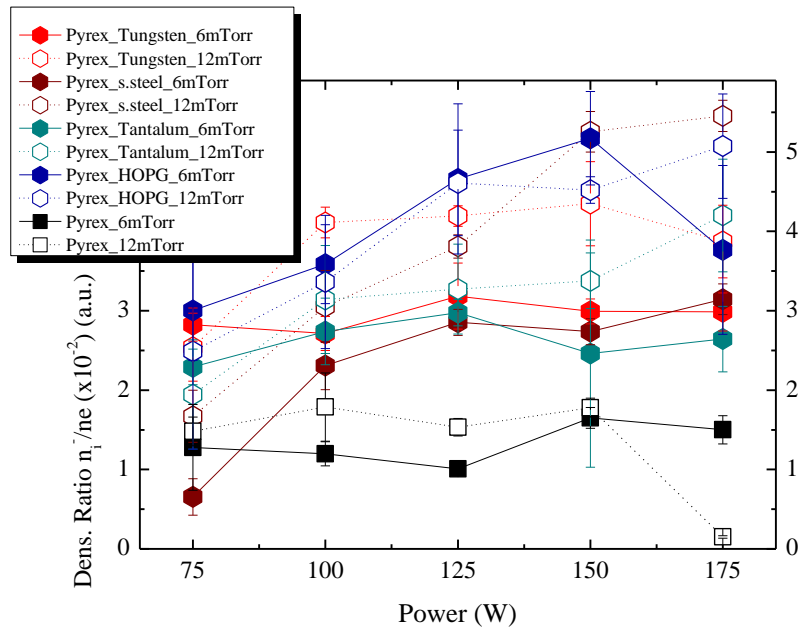 Pyrex_Tungsten_6mTorr
Pyrex_Tungsten_12mTorr
Pyrex_s.steel_6mTorr
Pyrex_s.steel_12mTorr
Pyrex_Tantalum_6mTorr
Pyrex_Tantalum_12mTorr
Pyrex_HOPG_6mTorr
Pyrex_HOPG_12mTorr
Pyrex_6mTorr
Pyrex_12mTorr
Dens. Ratio n_i^-/ne (x10^-2) (a.u.)
3
2
1
0
5
4
3
2
1
0
75 100 125 150 175
Power (W)